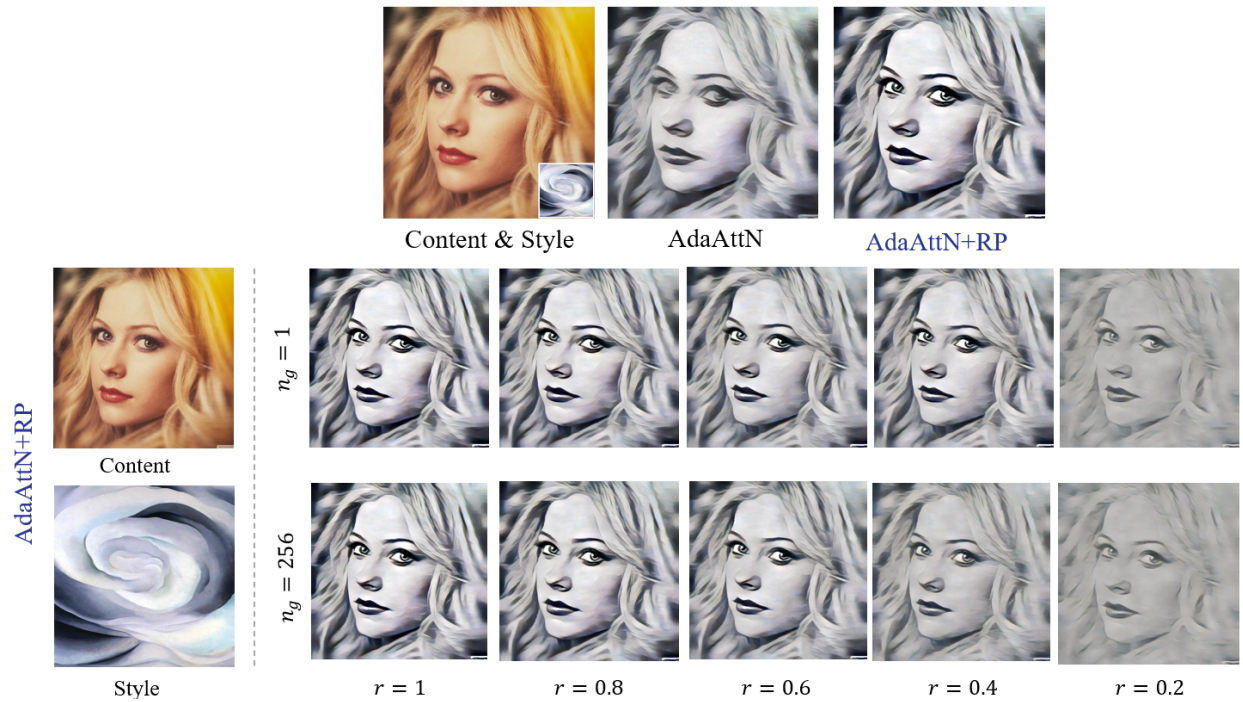 Content & Style
AdaAttN
AdaAttN+RP
AdaAttN+RP
Content
Style
n_g = 1
n_g = 256
r = 1
r = 0.8
r = 0.6
r = 0.4
r = 0.2